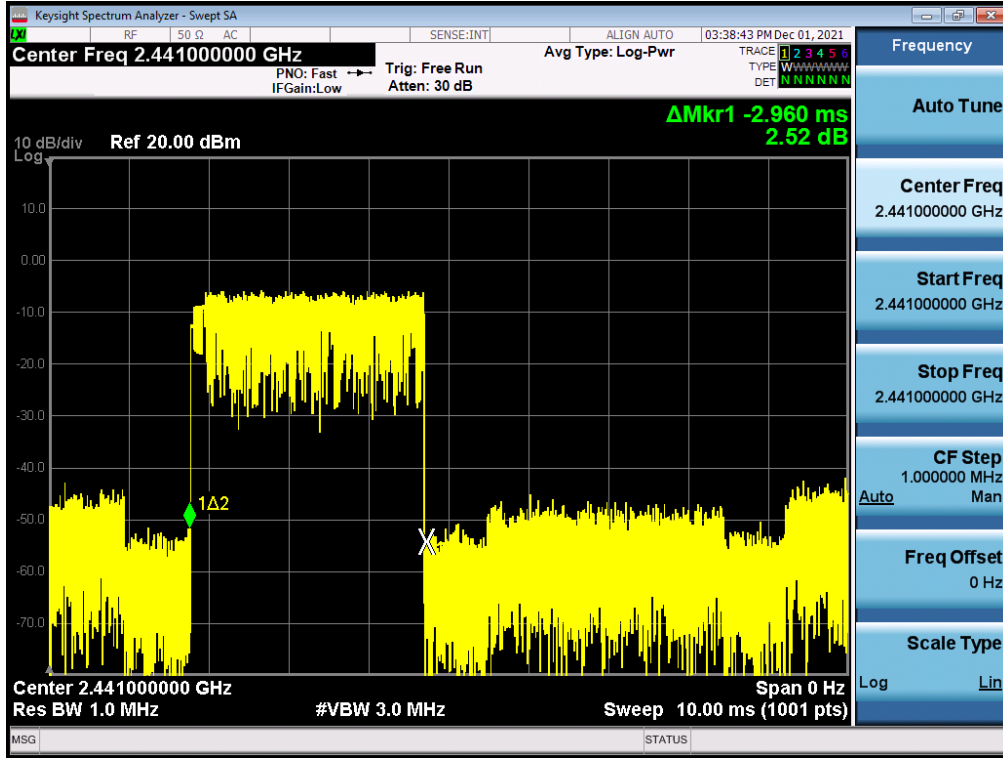 Keysight Spectrum Analyzer - Swept SA
LXI RF 50 Ω AC SENSE:INT ALIGN AUTO 03:38:43 PM Dec 01, 2021
Center Freq 2.441000000 GHz
PNO: Fast
IFGain:Low
Trig: Free Run
Atten: 30 dB
Avg Type: Log-Pwr
TRACE 1 2 3 4 5 6
TYPE WWWWWW
DET N N N N N N
ΔMkr1 -2.960 ms
2.52 dB
10 dB/div Ref 20.00 dBm
Log
10.0
0.00
-10.0
-20.0
-30.0
-40.0
-50.0
-60.0
-70.0
1Δ2
Center 2.441000000 GHz Span 0 Hz
Res BW 1.0 MHz #VBW 3.0 MHz Sweep 10.00 ms (1001 pts)
MSG STATUS
Frequency
Auto Tune
Center Freq
2.441000000 GHz
Start Freq
2.441000000 GHz
Stop Freq
2.441000000 GHz
CF Step
1.000000 MHz
Auto Man
Freq Offset
0 Hz
Scale Type
Log Lin